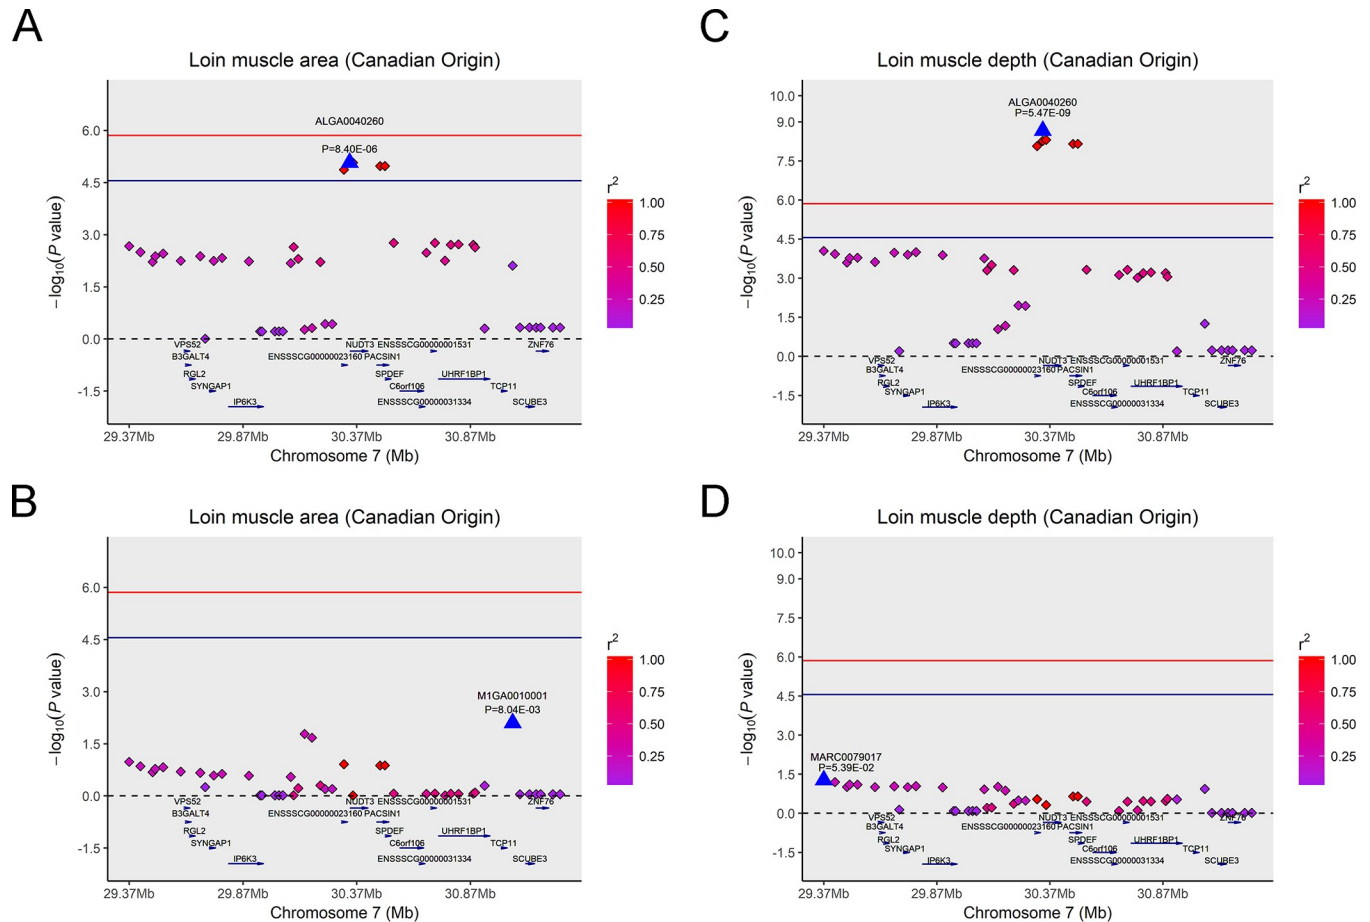 A
Loin muscle area (Canadian Origin)
−log10(P value)
6.0
4.5
3.0
1.5
0.0
-1.5
ALGA0040260
P=8.40E-06
VPS52
NUDT3 ENSSSCG00000001531
ZNF76
B3GALT4
ENSSSCG00000023160 PACSIN1
RGL2
SPDEF
UHRF1BP1
SYNGAP1
C6orf106
TCP11
IP6K3
ENSSSCG00000031334
SCUBE3
29.37Mb
29.87Mb
30.37Mb
30.87Mb
Chromosome 7 (Mb)
r2
1.00
0.75
0.50
0.25
C
Loin muscle depth (Canadian Origin)
−log10(P value)
10.0
9.0
7.5
6.0
4.5
3.0
1.5
0.0
-1.5
ALGA0040260
P=5.47E-09
VPS52
NUDT3 ENSSSCG00000001531
ZNF76
B3GALT4
ENSSSCG00000023160 PACSIN1
RGL2
SPDEF
UHRF1BP1
SYNGAP1
C6orf106
TCP11
IP6K3
ENSSSCG00000031334
SCUBE3
29.37Mb
29.87Mb
30.37Mb
30.87Mb
Chromosome 7 (Mb)
r2
1.00
0.75
0.50
0.25
B
Loin muscle area (Canadian Origin)
−log10(P value)
6.0
4.5
3.0
1.5
0.0
-1.5
M1GA0010001
P=8.04E-03
VPS52
NUDT3 ENSSSCG00000001531
ZNF76
B3GALT4
ENSSSCG00000023160 PACSIN1
RGL2
SPDEF
UHRF1BP1
SYNGAP1
C6orf106
TCP11
IP6K3
ENSSSCG00000031334
SCUBE3
29.37Mb
29.87Mb
30.37Mb
30.87Mb
Chromosome 7 (Mb)
r2
1.00
0.75
0.50
0.25
D
Loin muscle depth (Canadian Origin)
−log10(P value)
10.0
9.0
7.5
6.0
4.5
3.0
1.5
0.0
-1.5
MARC0079017
P=5.39E-02
VPS52
NUDT3 ENSSSCG00000001531
ZNF76
B3GALT4
ENSSSCG00000023160 PACSIN1
RGL2
SPDEF
UHRF1BP1
SYNGAP1
C6orf106
TCP11
IP6K3
ENSSSCG00000031334
SCUBE3
29.37Mb
29.87Mb
30.37Mb
30.87Mb
Chromosome 7 (Mb)
r2
1.00
0.75
0.50
0.25